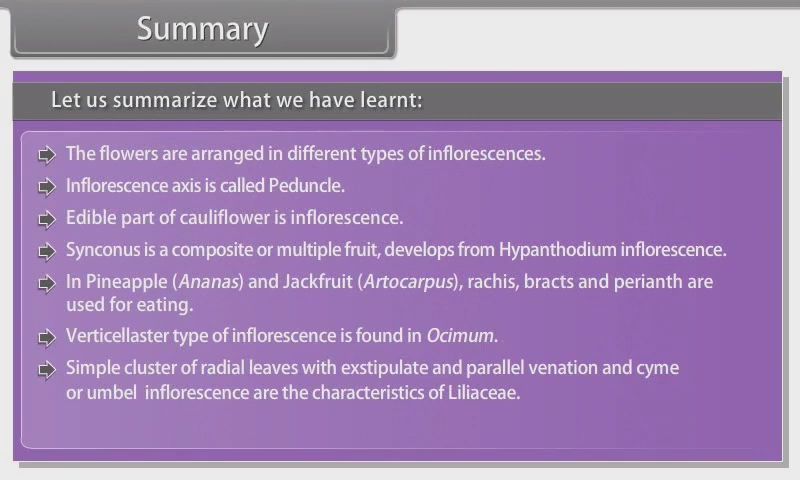 Summary
Let us summarize what we have learnt:
The flowers are arranged in different types of inflorescences.
Inflorescence axis is called Peduncle.
Edible part of cauliflower is inflorescence.
Synconus is a composite or multiple fruit, develops from Hypanthodium inflorescence.
In Pineapple (Ananas) and Jackfruit (Artocarpus), rachis, bracts and perianth are
used for eating.
Verticellaster type of inflorescence is found in Ocimum.
Simple cluster of radial leaves with exstipulate and parallel venation and cyme
or umbel inflorescence are the characteristics of Liliaceae.